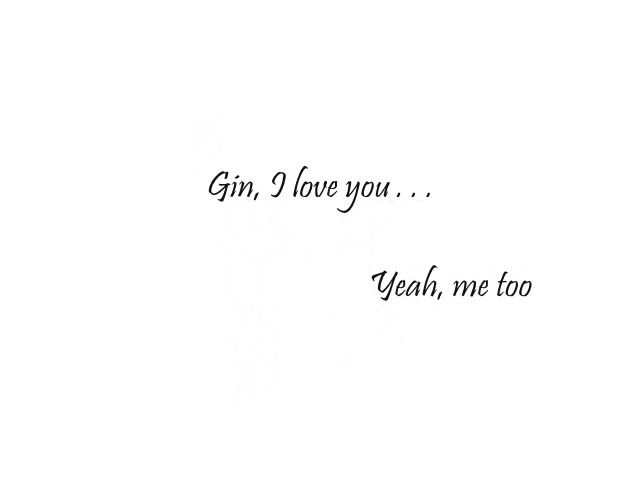 Gin, I love you . . .
Yeah, me too